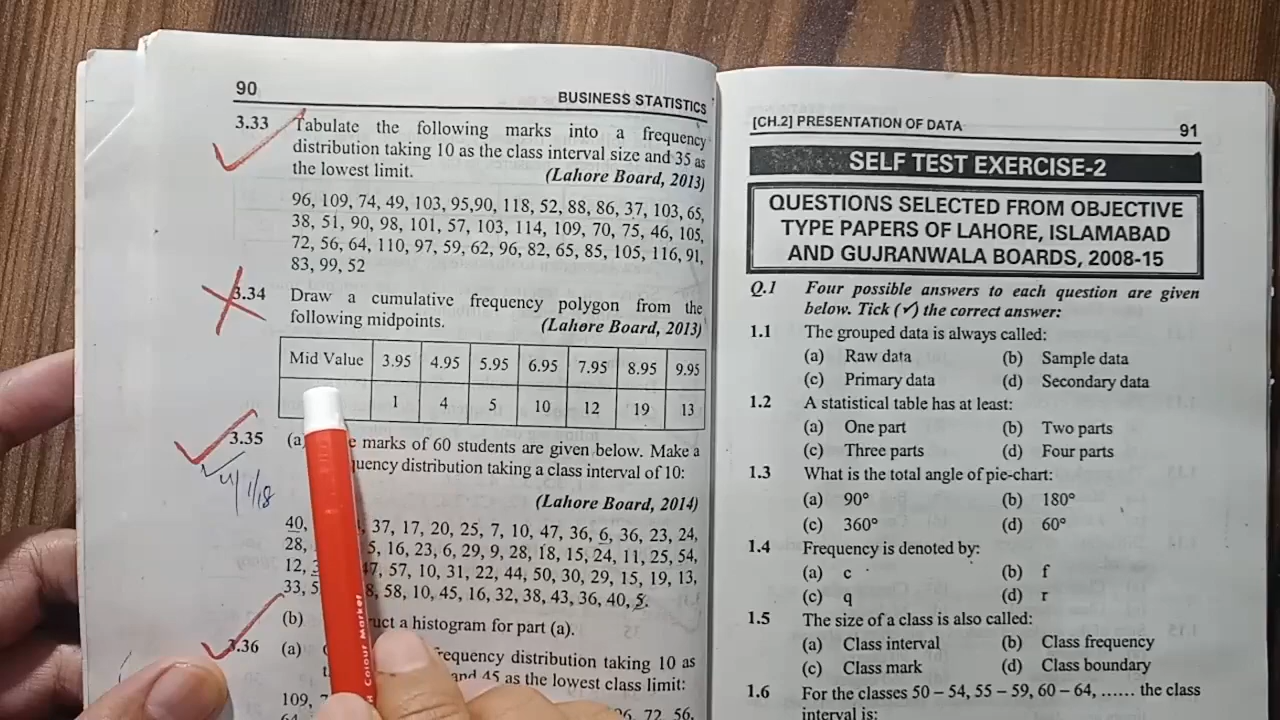 90
BUSINESS STATISTICS
3.33 Tabulate the following marks into a frequency
distribution taking 10 as the class interval size and 35 as
the lowest limit. (Lahore Board, 2013)
96, 109, 74, 49, 103, 95,90, 118, 52, 88, 86, 37, 103, 65,
38, 51, 90, 98, 101, 57, 103, 114, 109, 70, 75, 46, 105,
72, 56, 64, 110, 97, 59, 62, 96, 82, 65, 85, 105, 116, 91,
83, 99, 52
3.34 Draw a cumulative frequency polygon from the
following midpoints. (Lahore Board, 2013)
Mid Value 3.95 4.95 5.95 6.95 7.95 8.95 9.95
1 4 5 10 12 19 13
3.35 (a) marks of 60 students are given below. Make a
distribution taking a class interval of 10:
4/1/18
(Lahore Board, 2014)
40, 37, 17, 20, 25, 7, 10, 47, 36, 6, 36, 23, 24,
28, 5, 16, 23, 6, 29, 9, 28, 18, 15, 24, 11, 25, 54,
12, 47, 57, 10, 31, 22, 44, 50, 30, 29, 15, 19, 13,
33, 58, 10, 45, 16, 32, 38, 43, 36, 40, 5.
(b) a histogram for part (a).
3.36 (a) frequency distribution taking 10 as
and 45 as the lowest class limit:
109, 72, 56,
Colour Marker
[CH.2] PRESENTATION OF DATA 91
SELF TEST EXERCISE-2
QUESTIONS SELECTED FROM OBJECTIVE
TYPE PAPERS OF LAHORE, ISLAMABAD
AND GUJRANWALA BOARDS, 2008-15
Q.1 Four possible answers to each question are given
below. Tick (✓) the correct answer:
1.1 The grouped data is always called:
(a) Raw data (b) Sample data
(c) Primary data (d) Secondary data
1.2 A statistical table has at least:
(a) One part (b) Two parts
(c) Three parts (d) Four parts
1.3 What is the total angle of pie-chart:
(a) 90° (b) 180°
(c) 360° (d) 60°
1.4 Frequency is denoted by:
(a) c (b) f
(c) q (d) r
1.5 The size of a class is also called:
(a) Class interval (b) Class frequency
(c) Class mark (d) Class boundary
1.6 For the classes 50 – 54, 55 – 59, 60 – 64, ...... the class
interval is: